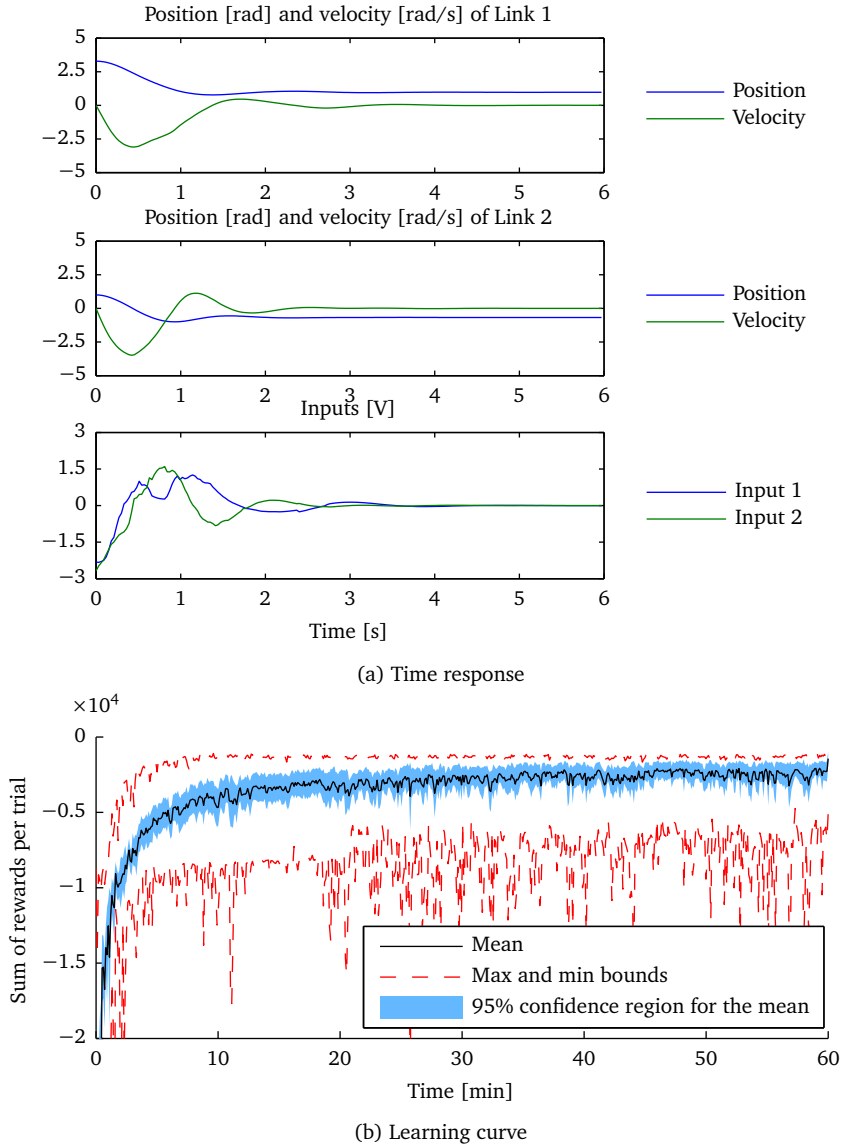 Position [rad] and velocity [rad/s] of Link 1
5
2.5
0
−2.5
−5
0 1 2 3 4 5 6
Position
Velocity
Position [rad] and velocity [rad/s] of Link 2
5
2.5
0
−2.5
−5
0 1 2 3 4 5 6
Position
Velocity
Inputs [V]
3
1.5
0
−1.5
−3
0 1 2 3 4 5 6
Time [s]
Input 1
Input 2
(a) Time response
×10^4
Sum of rewards per trial
0
−0.5
−1
−1.5
−2
0 10 20 30 40 50 60
Time [min]
Mean
Max and min bounds
95% confidence region for the mean
(b) Learning curve